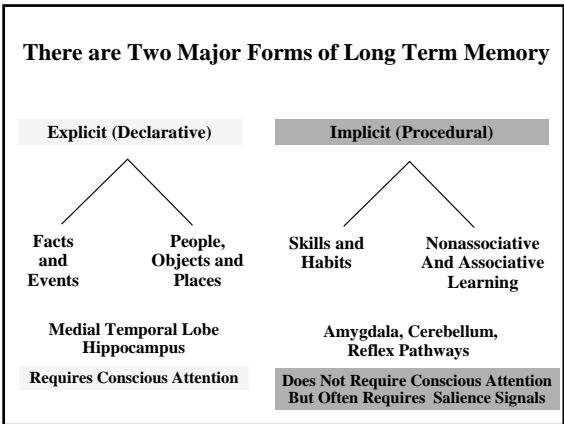 There are Two Major Forms of Long Term Memory
Explicit (Declarative)
Facts
and
Events
People,
Objects and
Places
Medial Temporal Lobe
Hippocampus
Requires Conscious Attention
Implicit (Procedural)
Skills and
Habits
Nonassociative
And Associative
Learning
Amygdala, Cerebellum,
Reflex Pathways
Does Not Require Conscious Attention
But Often Requires Salience Signals